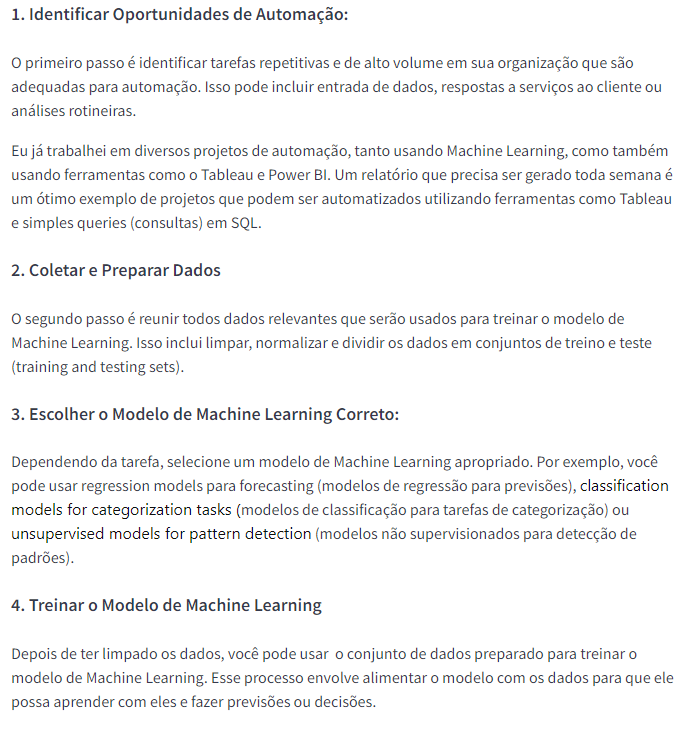 1. Identificar Oportunidades de Automação:
O primeiro passo é identificar tarefas repetitivas e de alto volume em sua organização que são
adequadas para automação. Isso pode incluir entrada de dados, respostas a serviços ao cliente ou
análises rotineiras.
Eu já trabalhei em diversos projetos de automação, tanto usando Machine Learning, como também
usando ferramentas como o Tableau e Power BI. Um relatório que precisa ser gerado toda semana é
um ótimo exemplo de projetos que podem ser automatizados utilizando ferramentas como Tableau
e simples queries (consultas) em SQL.
2. Coletar e Preparar Dados
O segundo passo é reunir todos dados relevantes que serão usados para treinar o modelo de
Machine Learning. Isso inclui limpar, normalizar e dividir os dados em conjuntos de treino e teste
(training and testing sets).
3. Escolher o Modelo de Machine Learning Correto:
Dependendo da tarefa, selecione um modelo de Machine Learning apropriado. Por exemplo, você
pode usar regression models para forecasting (modelos de regressão para previsões), classification
models for categorization tasks (modelos de classificação para tarefas de categorização) ou
unsupervised models for pattern detection (modelos não supervisionados para detecção de
padrões).
4. Treinar o Modelo de Machine Learning
Depois de ter limpado os dados, você pode usar o conjunto de dados preparado para treinar o
modelo de Machine Learning. Esse processo envolve alimentar o modelo com os dados para que ele
possa aprender com eles e fazer previsões ou decisões.